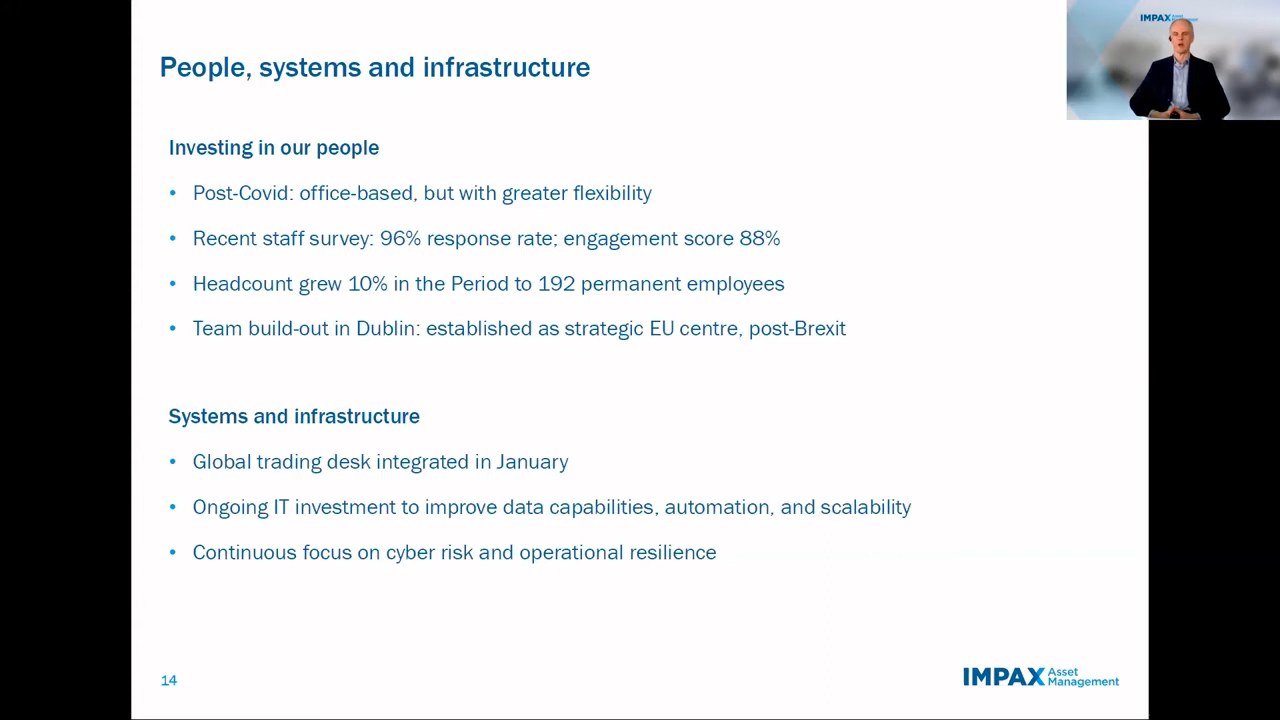 IMPAX
People, systems and infrastructure
Investing in our people
• Post-Covid: office-based, but with greater flexibility
• Recent staff survey: 96% response rate; engagement score 88%
• Headcount grew 10% in the Period to 192 permanent employees
• Team build-out in Dublin: established as strategic EU centre, post-Brexit
Systems and infrastructure
• Global trading desk integrated in January
• Ongoing IT investment to improve data capabilities, automation, and scalability
• Continuous focus on cyber risk and operational resilience
14
IMPAX Asset
Management